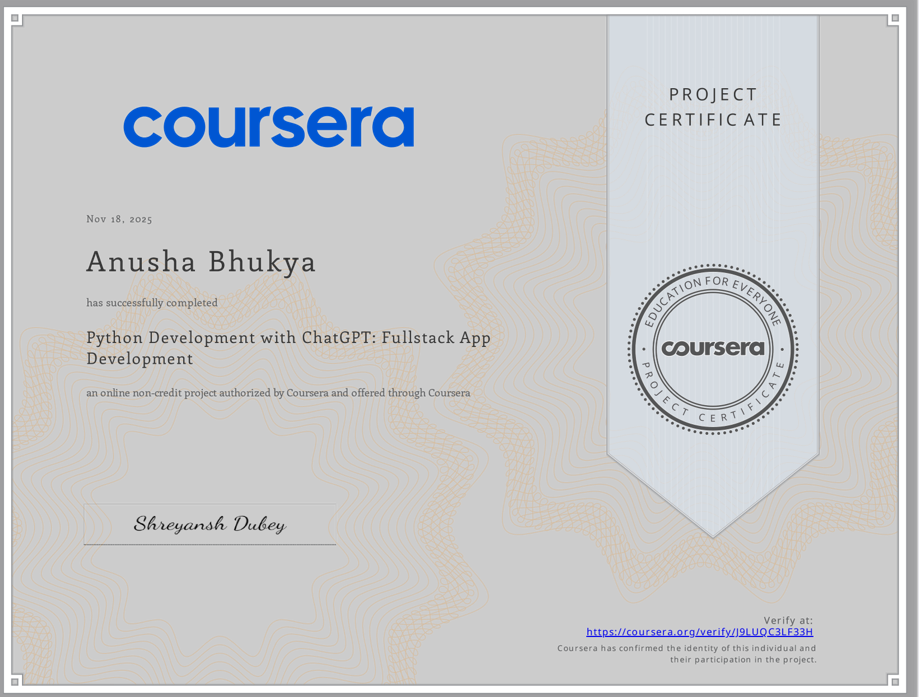 coursera
PROJECT
CERTIFICATE
Nov 18, 2025
Anusha Bhukya
has successfully completed
Python Development with ChatGPT: Fullstack App
Development
an online non-credit project authorized by Coursera and offered through Coursera
EDUCATION FOR EVERYONE
coursera
PROJECT CERTIFICATE
Shreyansh Dubey
Verify at:
https://coursera.org/verify/J9LUQC3LF33H
Coursera has confirmed the identity of this individual and
their participation in the project.